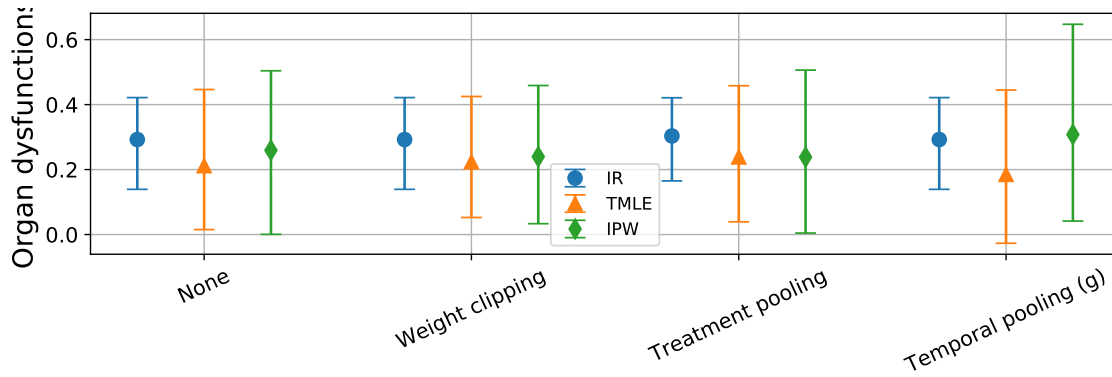 Organ dysfunctions
0.6
0.4
0.2
0.0
IR
TMLE
IPW
None
Weight clipping
Treatment pooling
Temporal pooling (g)